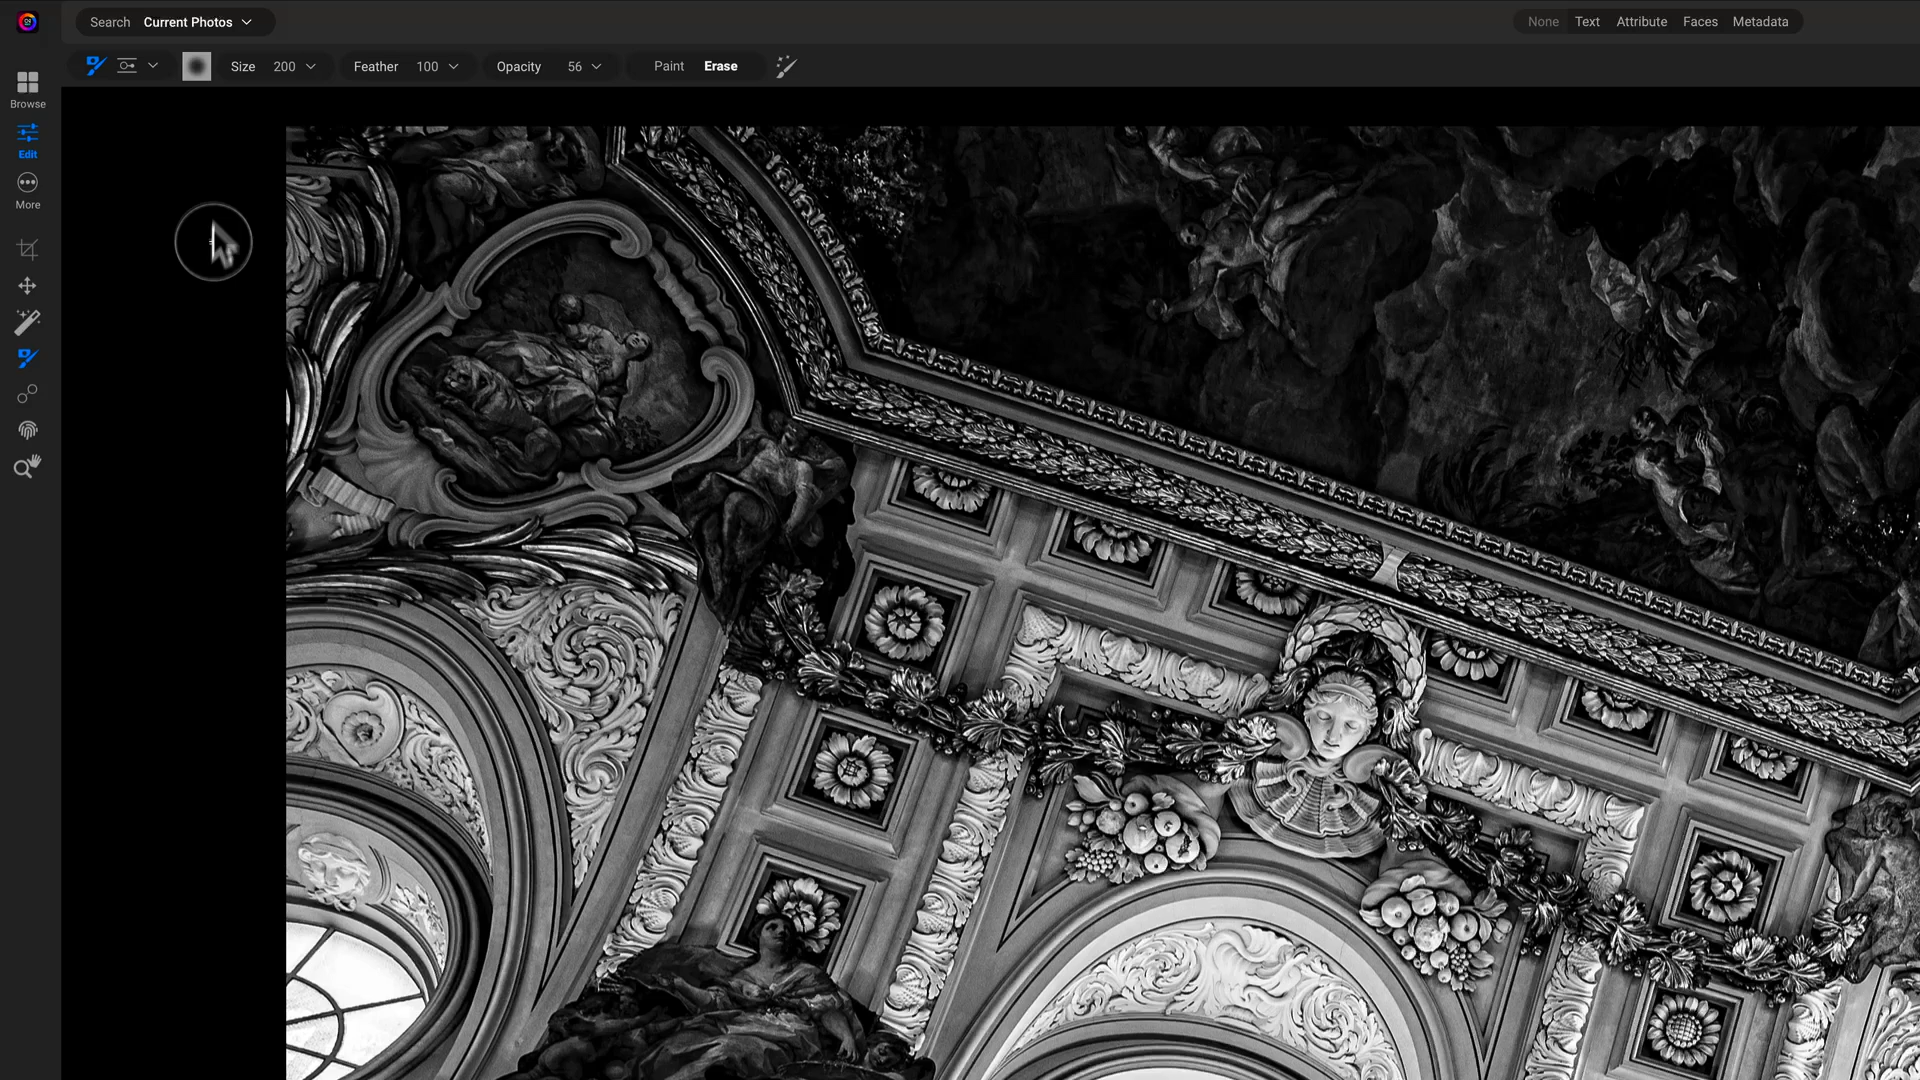 Search Current Photos
None Text Attribute Faces Metadata
Size 200 Feather 100 Opacity 56 Paint Erase
Browse
Edit
More